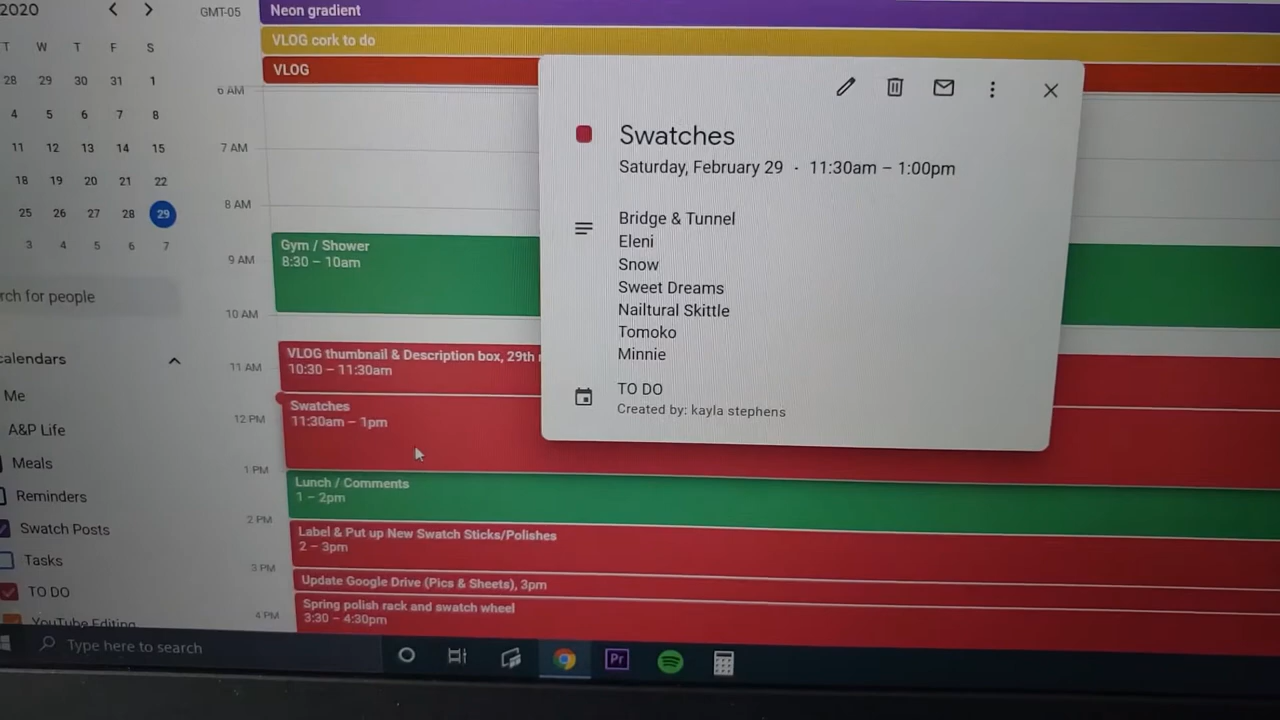 2020
GMT-05
T W T F S
28 29 30 31 1
4 5 6 7 8
11 12 13 14 15
18 19 20 21 22
25 26 27 28 29
3 4 5 6 7
rch for people
calendars
Me
A&P Life
Meals
Reminders
Swatch Posts
Tasks
TO DO
YouTube Editing
Neon gradient
VLOG cork to do
VLOG
6 AM
7 AM
8 AM
9 AM
10 AM
11 AM
12 PM
1 PM
2 PM
3 PM
4 PM
Gym / Shower
8:30 – 10am
VLOG thumbnail & Description box, 29th
10:30 – 11:30am
Swatches
11:30am – 1pm
Lunch / Comments
1 – 2pm
Label & Put up New Swatch Sticks/Polishes
2 – 3pm
Update Google Drive (Pics & Sheets), 3pm
Spring polish rack and swatch wheel
3:30 – 4:30pm
Swatches
Saturday, February 29 · 11:30am – 1:00pm
Bridge & Tunnel
Eleni
Snow
Sweet Dreams
Nailtural Skittle
Tomoko
Minnie
TO DO
Created by: kayla stephens
Type here to search
Pr